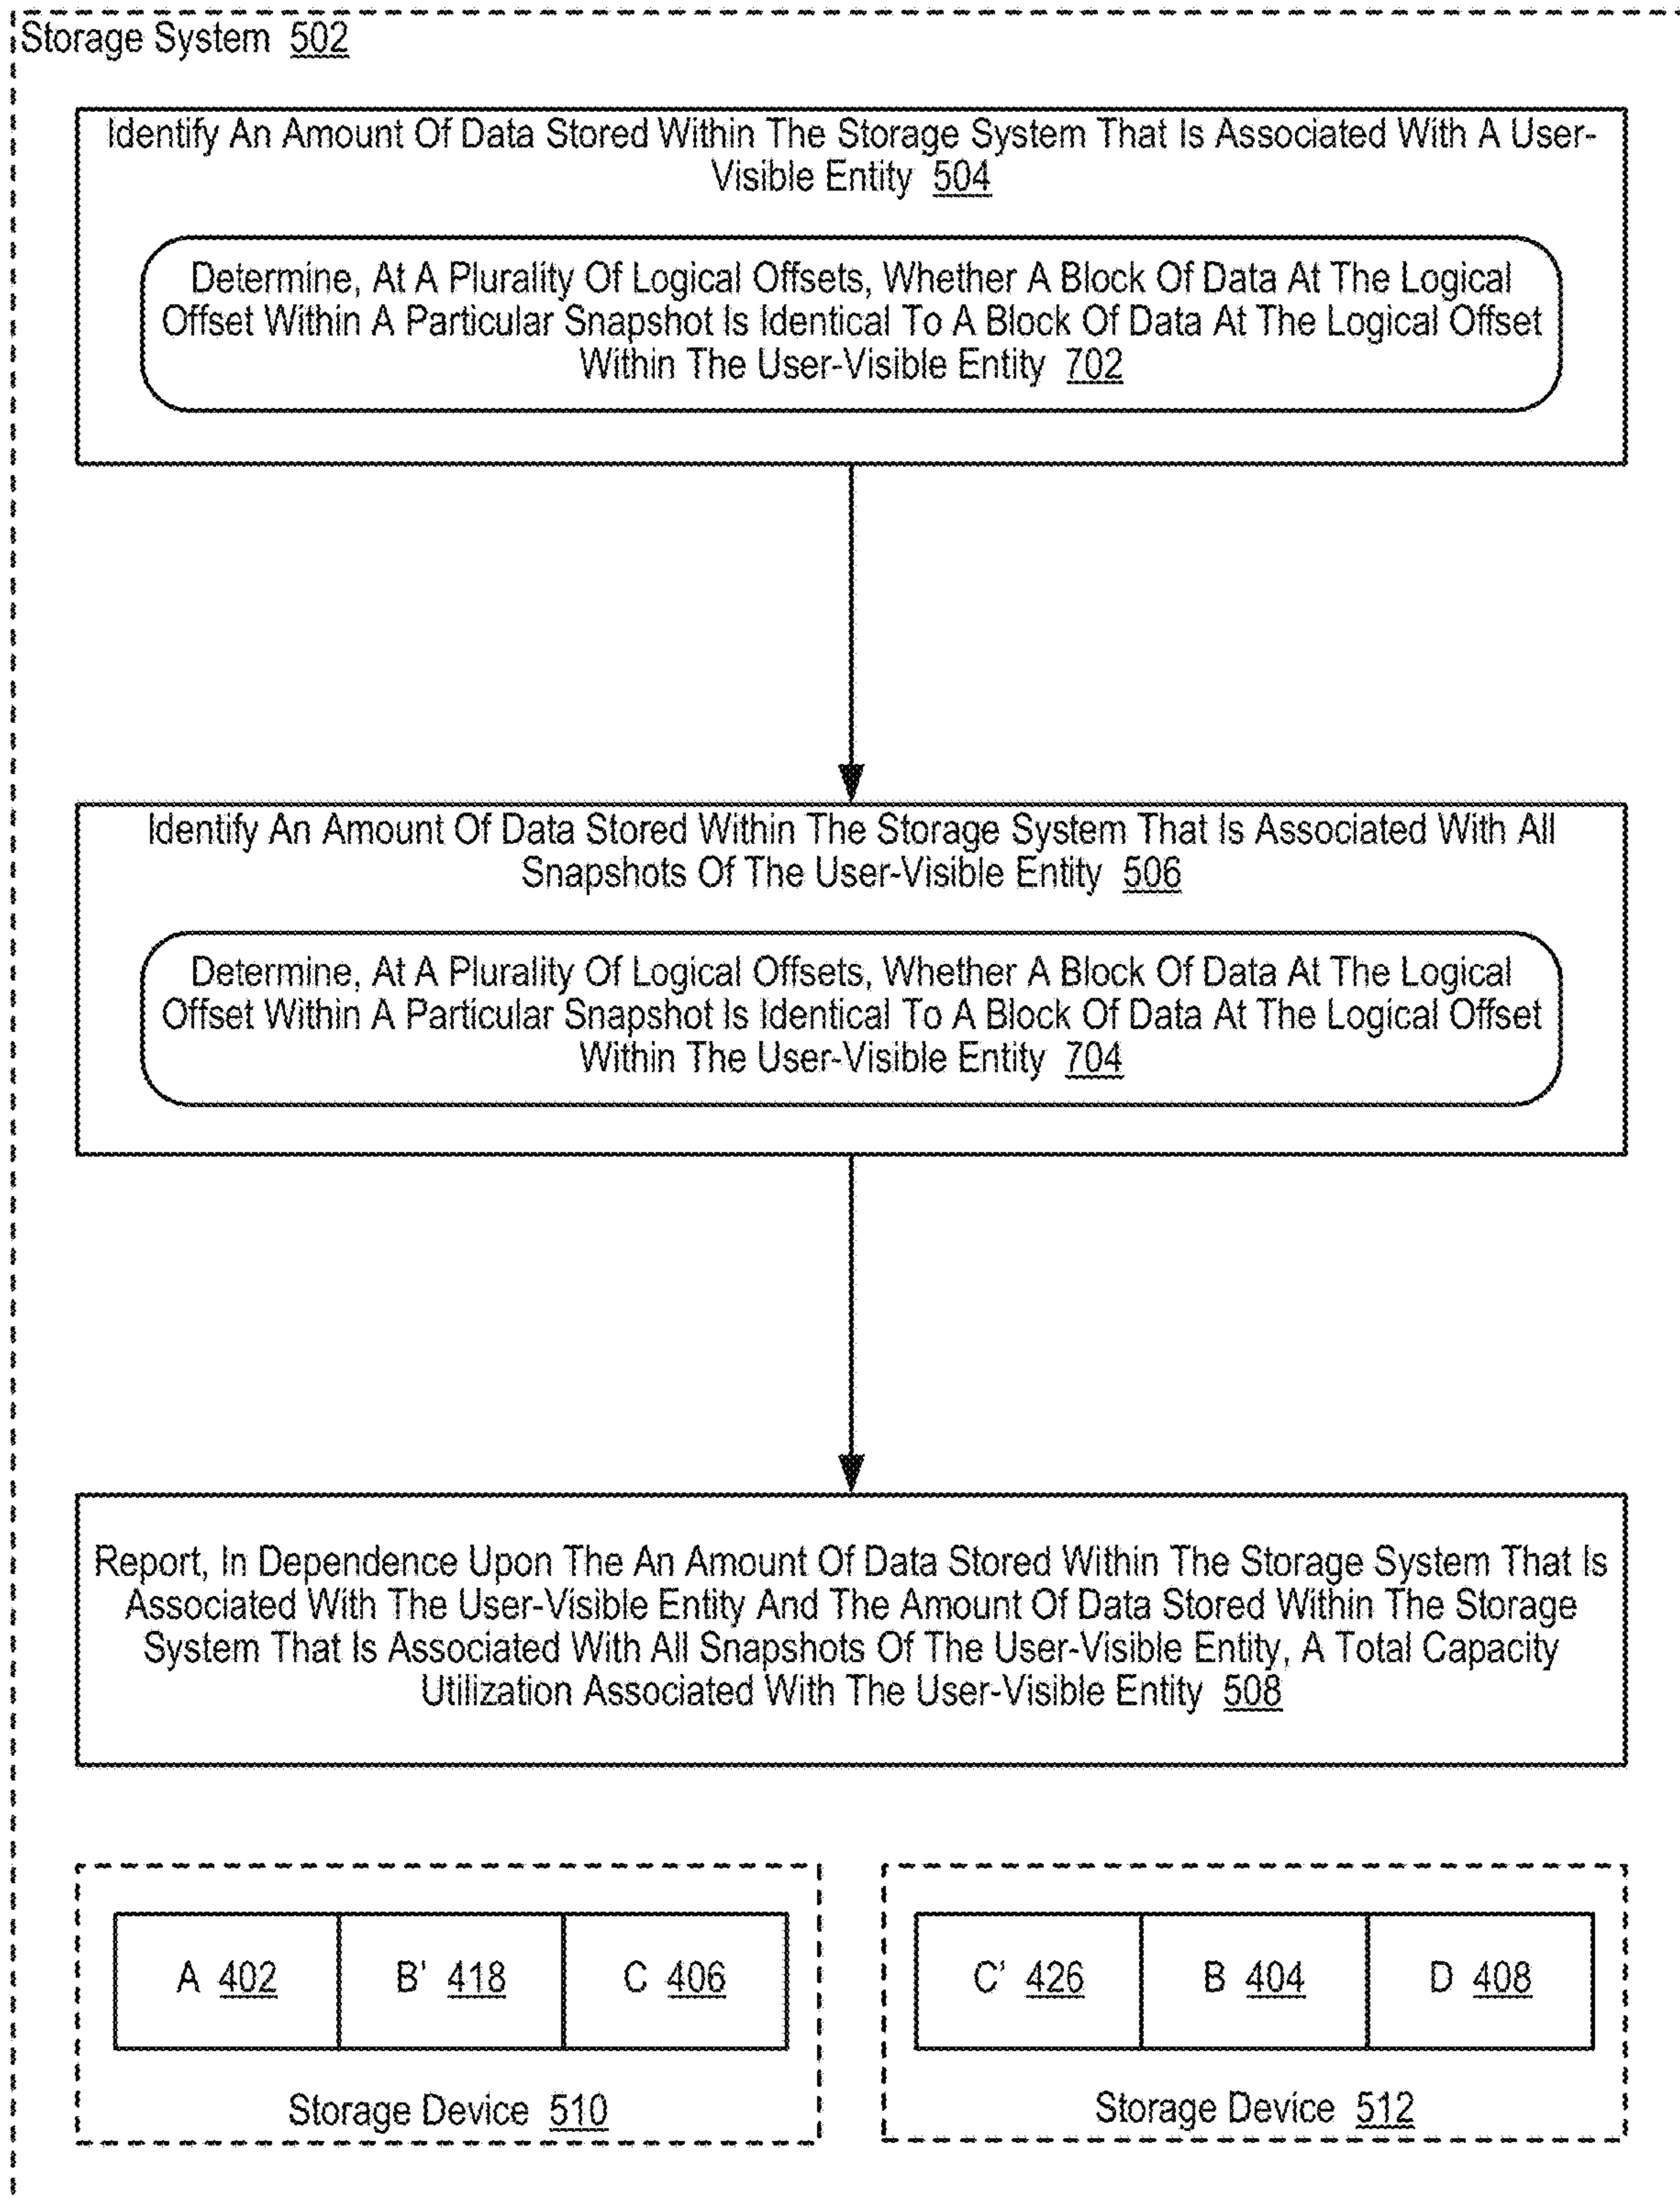 Storage System 502
Identify An Amount Of Data Stored Within The Storage System That Is Associated With A User-
Visible Entity 504
Determine, At A Plurality Of Logical Offsets, Whether A Block Of Data At The Logical
Offset Within A Particular Snapshot Is Identical To A Block Of Data At The Logical Offset
Within The User-Visible Entity 702
Identify An Amount Of Data Stored Within The Storage System That Is Associated With All
Snapshots Of The User-Visible Entity 506
Determine, At A Plurality Of Logical Offsets, Whether A Block Of Data At The Logical
Offset Within A Particular Snapshot Is Identical To A Block Of Data At The Logical Offset
Within The User-Visible Entity 704
Report, In Dependence Upon The An Amount Of Data Stored Within The Storage System That Is
Associated With The User-Visible Entity And The Amount Of Data Stored Within The Storage
System That Is Associated With All Snapshots Of The User-Visible Entity, A Total Capacity
Utilization Associated With The User-Visible Entity 508
A 402
B' 418
C 406
Storage Device 510
C' 426
B 404
D 408
Storage Device 512